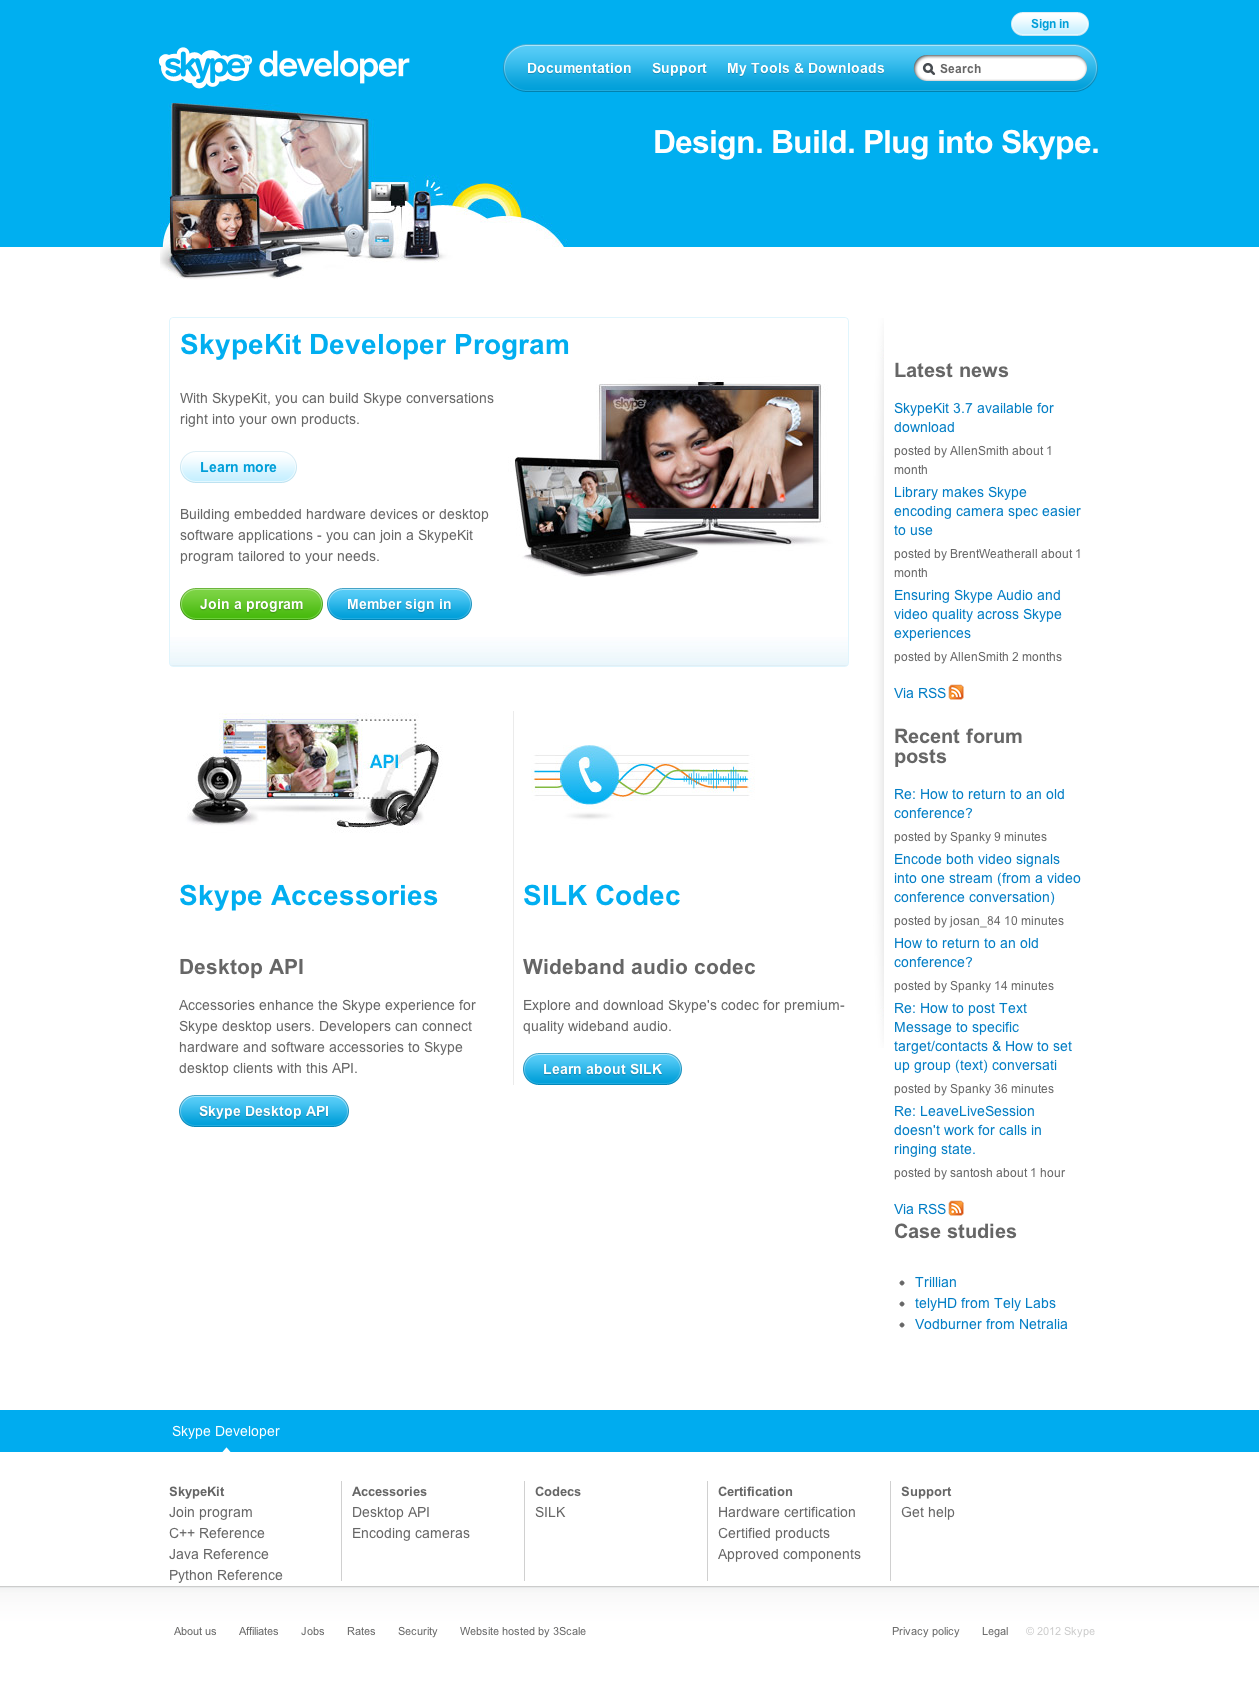 Sign in
skype developer
Documentation Support My Tools & Downloads Search
Design. Build. Plug into Skype.
SkypeKit Developer Program
With SkypeKit, you can build Skype conversations
right into your own products.
Learn more
Building embedded hardware devices or desktop
software applications - you can join a SkypeKit
program tailored to your needs.
Join a program Member sign in
skype
API
Skype Accessories
Desktop API
Accessories enhance the Skype experience for
Skype desktop users. Developers can connect
hardware and software accessories to Skype
desktop clients with this API.
Skype Desktop API
SILK Codec
Wideband audio codec
Explore and download Skype's codec for premium-
quality wideband audio.
Learn about SILK
Latest news
SkypeKit 3.7 available for
download
posted by AllenSmith about 1
month
Library makes Skype
encoding camera spec easier
to use
posted by BrentWeatherall about 1
month
Ensuring Skype Audio and
video quality across Skype
experiences
posted by AllenSmith 2 months
Via RSS
Recent forum
posts
Re: How to return to an old
conference?
posted by Spanky 9 minutes
Encode both video signals
into one stream (from a video
conference conversation)
posted by josan_84 10 minutes
How to return to an old
conference?
posted by Spanky 14 minutes
Re: How to post Text
Message to specific
target/contacts & How to set
up group (text) conversati
posted by Spanky 36 minutes
Re: LeaveLiveSession
doesn't work for calls in
ringing state.
posted by santosh about 1 hour
Via RSS
Case studies
Trillian
telyHD from Tely Labs
Vodburner from Netralia
Skype Developer
SkypeKit
Join program
C++ Reference
Java Reference
Python Reference
Accessories
Desktop API
Encoding cameras
Codecs
SILK
Certification
Hardware certification
Certified products
Approved components
Support
Get help
About us Affiliates Jobs Rates Security Website hosted by 3Scale Privacy policy Legal © 2012 Skype